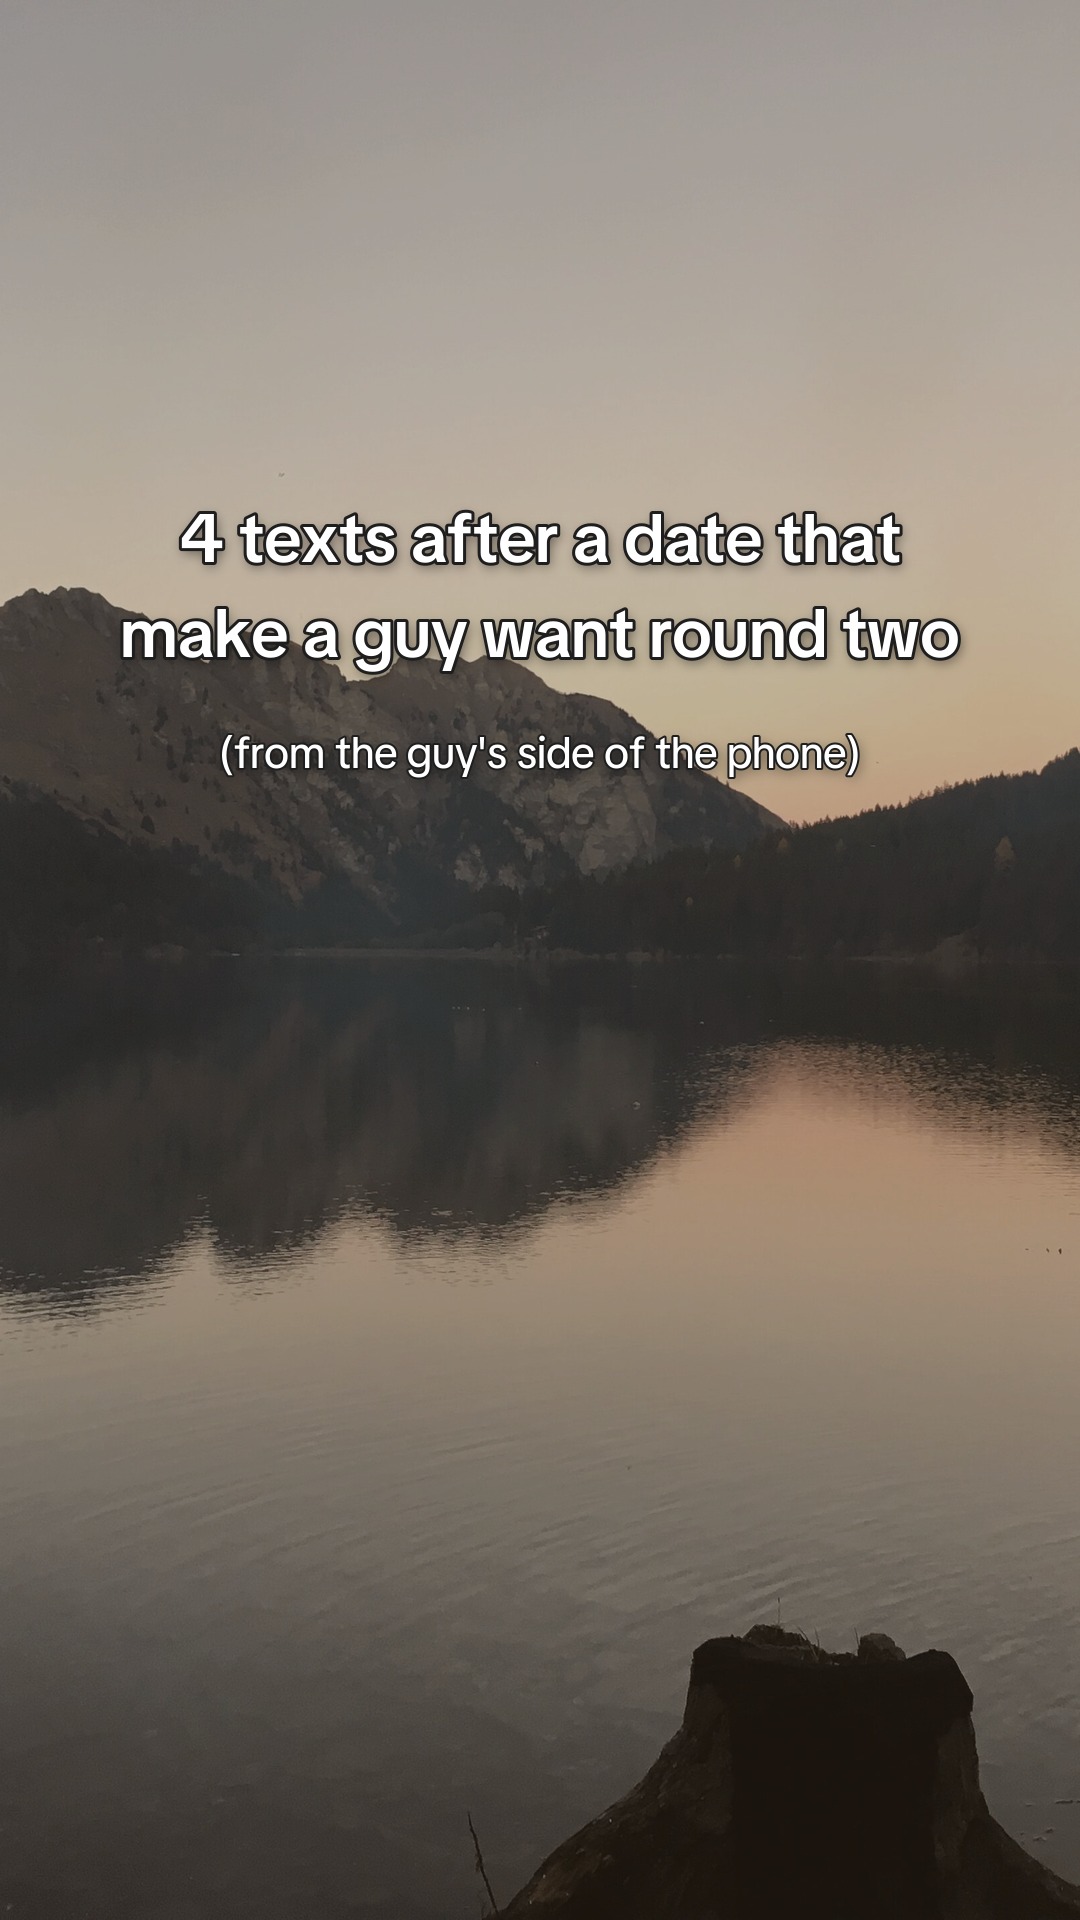 4 texts after a date that
make a guy want round two
(from the guy's side of the phone)